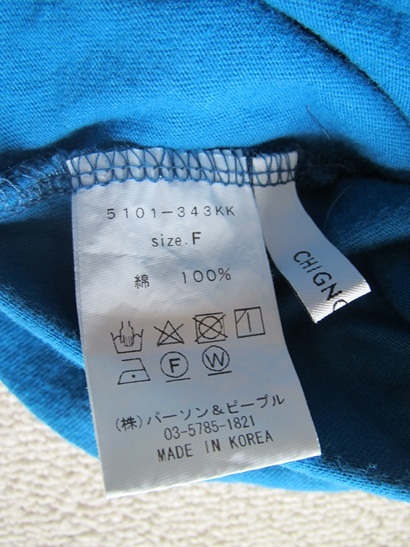 5101-343KK
size.F
綿 100%
F W
(株)パーソン&ピープル
03-5785-1821
MADE IN KOREA